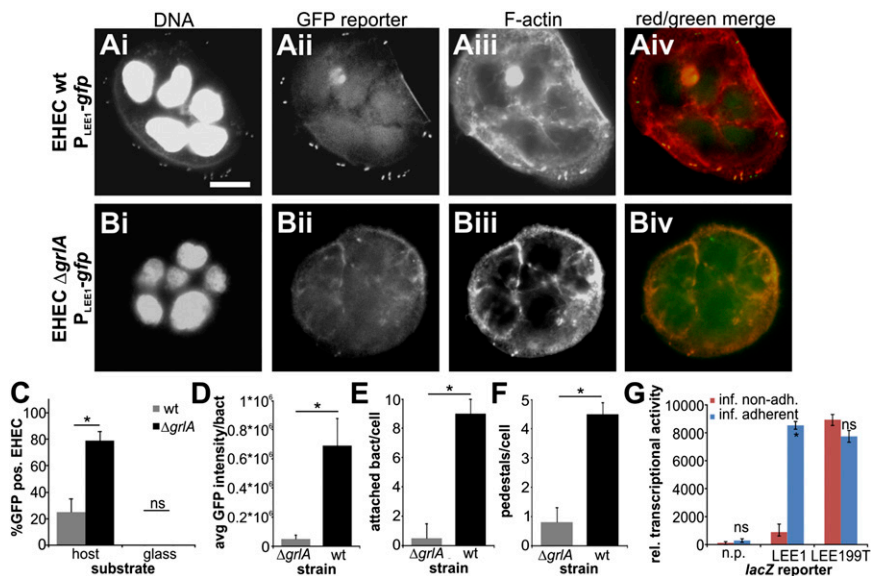 DNA GFP reporter F-actin red/green merge
EHEC wt
P_LEE1-gfp
Ai Aii Aiii Aiv
EHEC ΔgrlA
P_LEE1-gfp
Bi Bii Biii Biv
C
%GFP pos. EHEC
80
60
40
20
0
wt
ΔgrlA
*
ns
host glass
substrate
D
avg GFP intensity/bact
1*10⁶
0.8*10⁶
0.6*10⁶
0.4*10⁶
0.2*10⁶
*
ΔgrlA wt
strain
E
attached bact/cell
10
8
6
4
2
0
*
ΔgrlA wt
strain
F
pedestals/cell
5
4
3
2
1
0
*
ΔgrlA wt
strain
G
rel. transcriptional activity
10000
8000
6000
4000
2000
0
inf. non-adh.
inf. adherent
ns
*
ns
n.p. LEE1 LEE199T
lacZ reporter